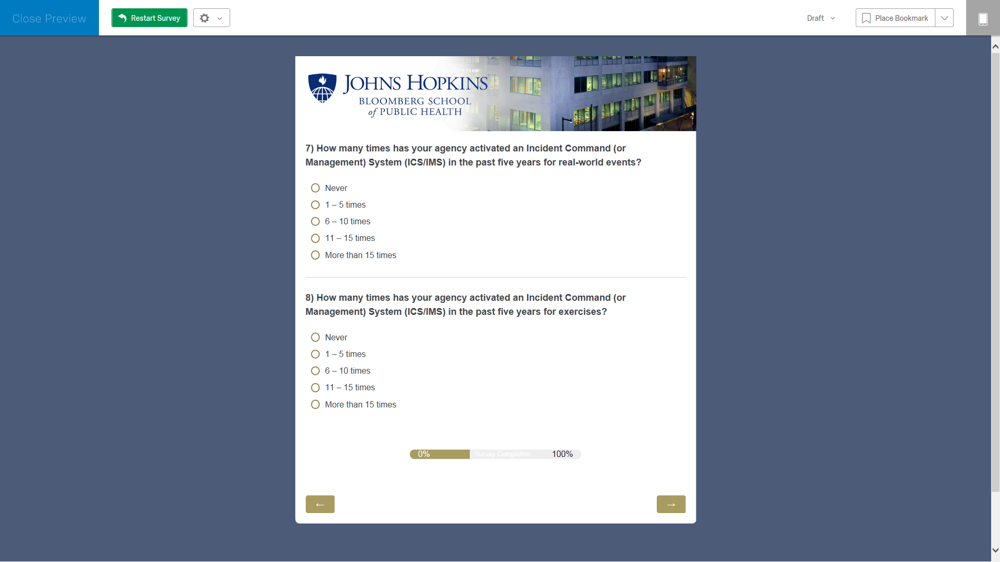 Close Preview
Restart Survey
Draft
Place Bookmark
JOHNS HOPKINS
BLOOMBERG SCHOOL
of PUBLIC HEALTH
7) How many times has your agency activated an Incident Command (or
Management) System (ICS/IMS) in the past five years for real-world events?
Never
1 – 5 times
6 – 10 times
11 – 15 times
More than 15 times
8) How many times has your agency activated an Incident Command (or
Management) System (ICS/IMS) in the past five years for exercises?
Never
1 – 5 times
6 – 10 times
11 – 15 times
More than 15 times
0% Survey Completion 100%
← →